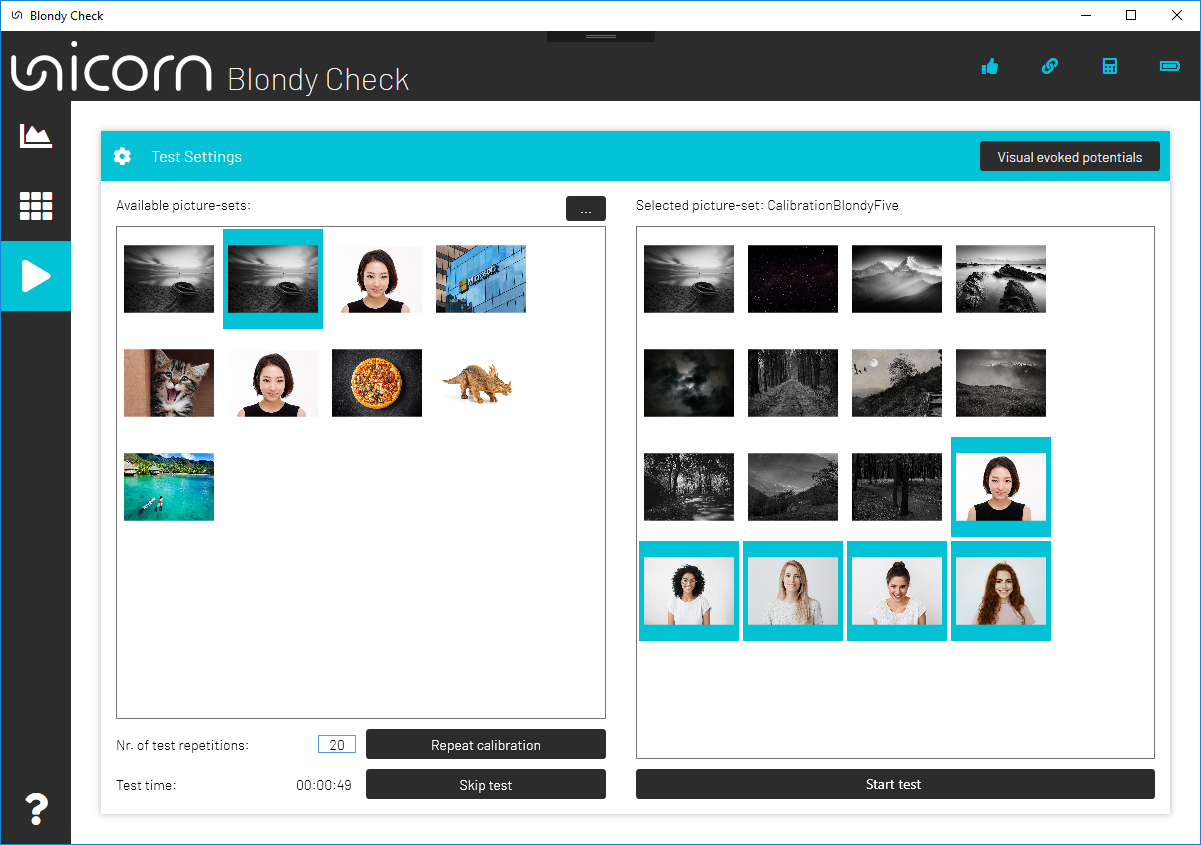 Blondy Check
unicorn Blondy Check
Test Settings
Visual evoked potentials
Available picture-sets:
...
Selected picture-set: CalibrationBlondyFive
Microsoft
Nr. of test repetitions:
20
Repeat calibration
Test time:
00:00:49
Skip test
Start test
?